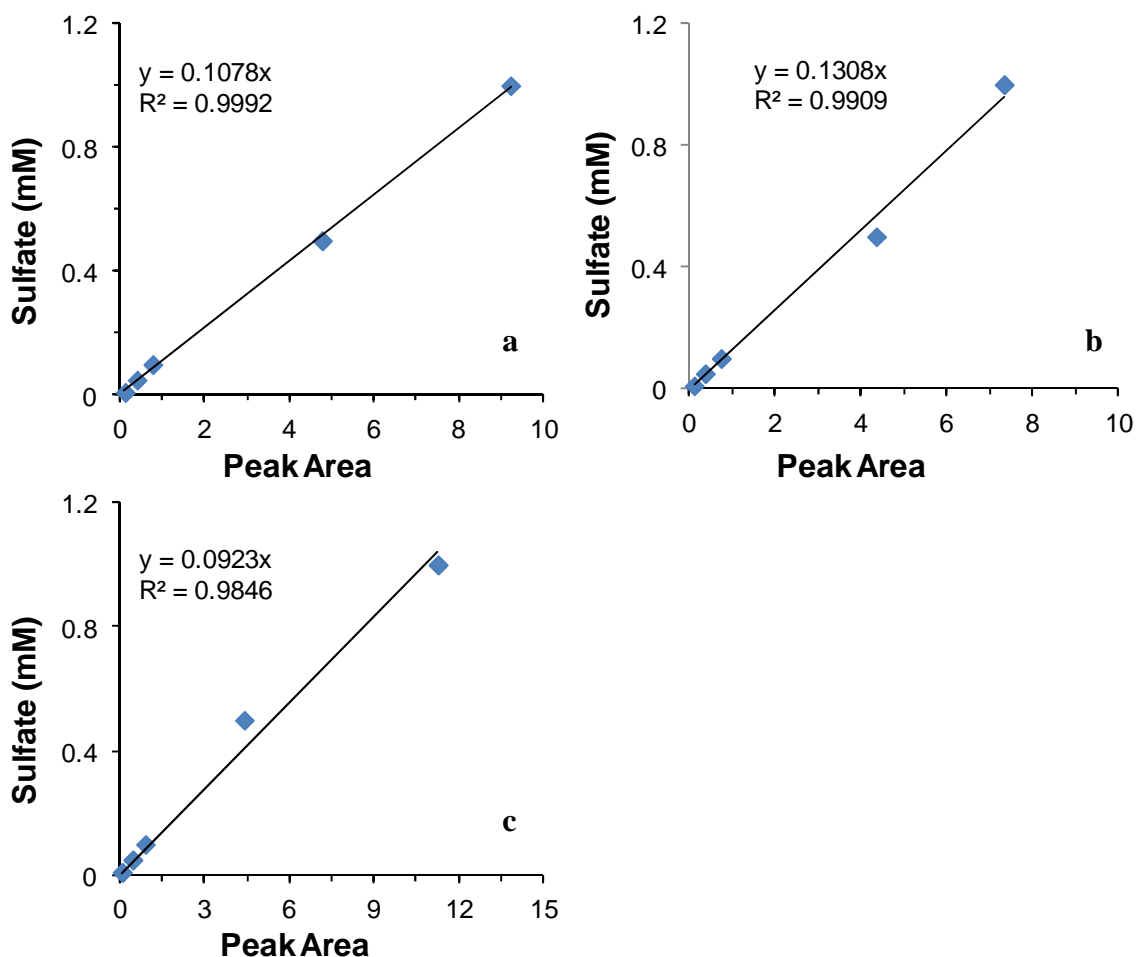 1.2
y = 0.1078x
R² = 0.9992
0.8
Sulfate (mM)
0.4
a
0
0 2 4 6 8 10
Peak Area
1.2
y = 0.1308x
R² = 0.9909
0.8
Sulfate (mM)
0.4
b
0
0 2 4 6 8 10
Peak Area
1.2
y = 0.0923x
R² = 0.9846
0.8
Sulfate (mM)
0.4
c
0
0 3 6 9 12 15
Peak Area